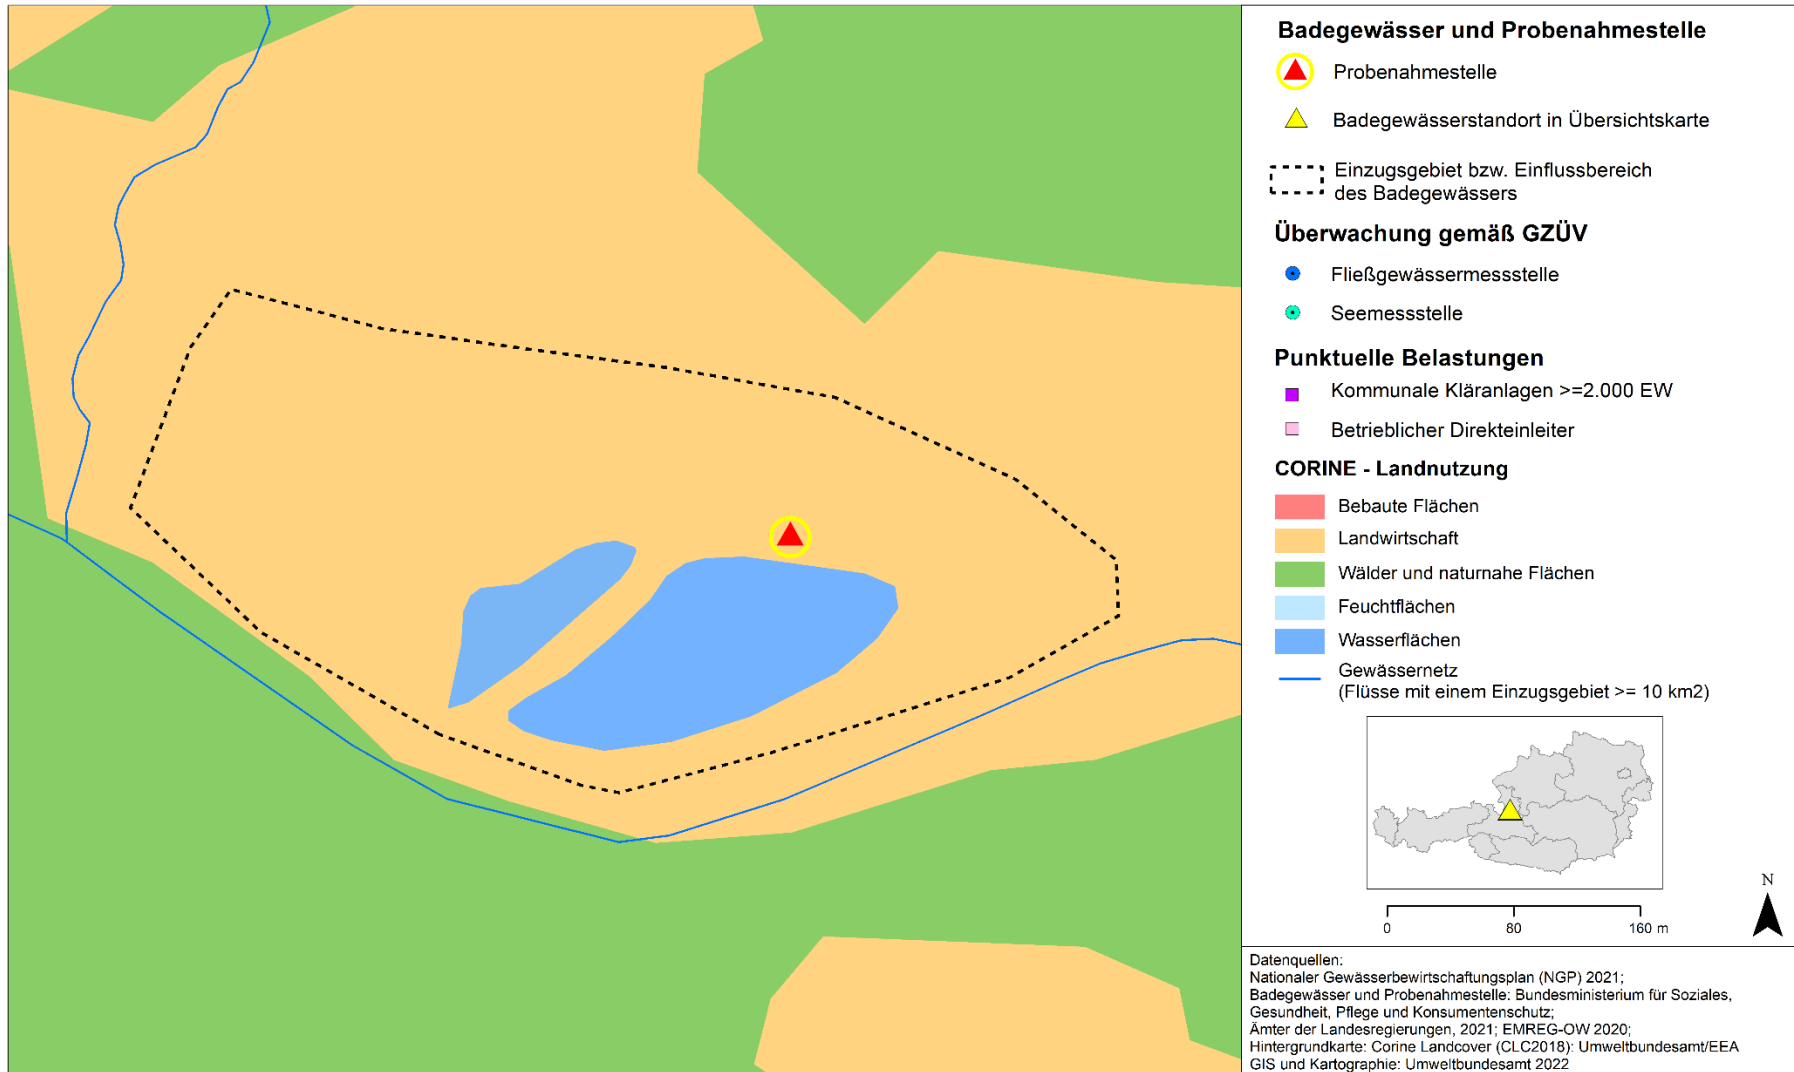 Badegewässer und Probenahmestelle
Probenahmestelle
Badegewässerstandort in Übersichtskarte
Einzugsgebiet bzw. Einflussbereich
des Badegewässers
Überwachung gemäß GZÜV
Fließgewässermessstelle
Seemessstelle
Punktuelle Belastungen
Kommunale Kläranlagen >=2.000 EW
Betrieblicher Direkteinleiter
CORINE - Landnutzung
Bebaute Flächen
Landwirtschaft
Wälder und naturnahe Flächen
Feuchtflächen
Wasserflächen
Gewässernetz
(Flüsse mit einem Einzugsgebiet >= 10 km2)
N
0 80 160 m
Datenquellen:
Nationaler Gewässerbewirtschaftungsplan (NGP) 2021;
Badegewässer und Probenahmestelle: Bundesministerium für Soziales,
Gesundheit, Pflege und Konsumentenschutz;
Ämter der Landesregierungen, 2021; EMREG-OW 2020;
Hintergrundkarte: Corine Landcover (CLC2018): Umweltbundesamt/EEA
GIS und Kartographie: Umweltbundesamt 2022